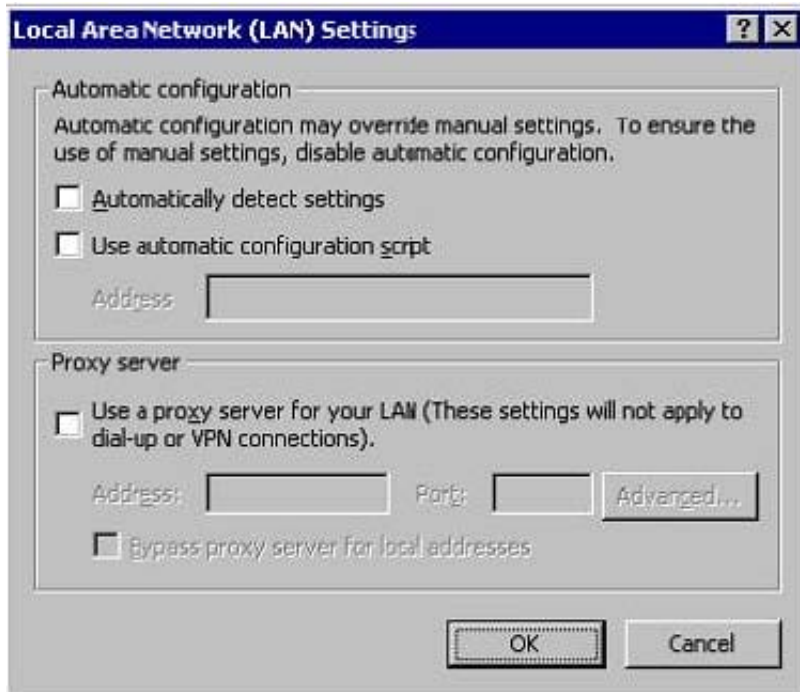 Local Area Network (LAN) Settings
Automatic configuration
Automatic configuration may override manual settings. To ensure the
use of manual settings, disable automatic configuration.
Automatically detect settings
Use automatic configuration script
Address
Proxy server
Use a proxy server for your LAN (These settings will not apply to
dial-up or VPN connections).
Address: Port: Advanced...
Bypass proxy server for local addresses
OK Cancel